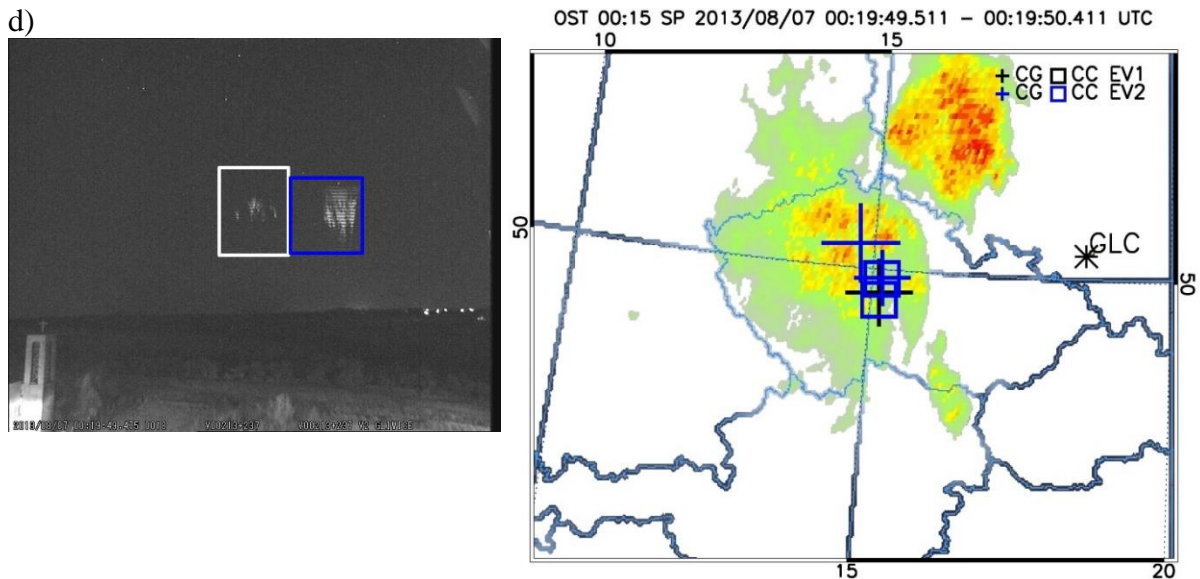 d)
OST 00:15 SP 2013/08/07 00:19:49.511 – 00:19:50.411 UTC
10
15
+ CG □ CC EV1
+ CG □ CC EV2
50
GLC
50
15
20